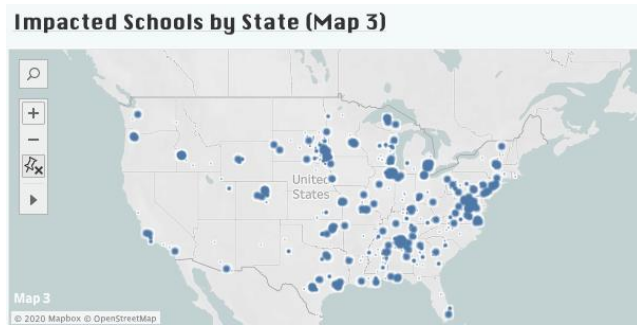 Impacted Schools by State (Map 3)
United
States
Map 3
© 2020 Mapbox © OpenStreetMap